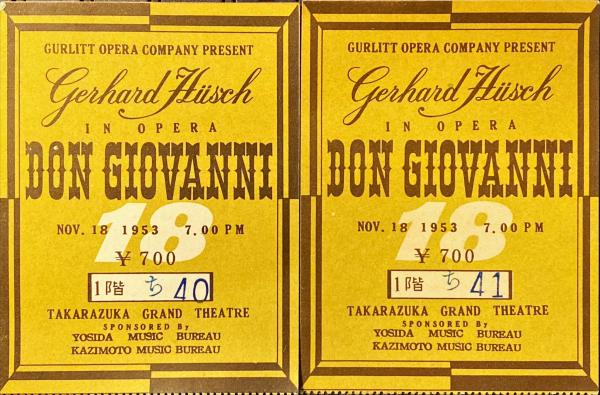 GURLITT OPERA COMPANY PRESENT
Gerhard Hüsch
IN OPERA
DON GIOVANNI
18
NOV. 18 1953 7.00 PM
¥ 700
1階 ち 40
TAKARAZUKA GRAND THEATRE
SPONSORED By
YOSIDA MUSIC BUREAU
KAZIMOTO MUSIC BUREAU
GURLITT OPERA COMPANY PRESENT
Gerhard Hüsch
IN OPERA
DON GIOVANNI
18
NOV. 18 1953 7.00 PM
¥ 700
1階 ち 41
TAKARAZUKA GRAND THEATRE
SPONSORED By
YOSIDA MUSIC BUREAU
KAZIMOTO MUSIC BUREAU